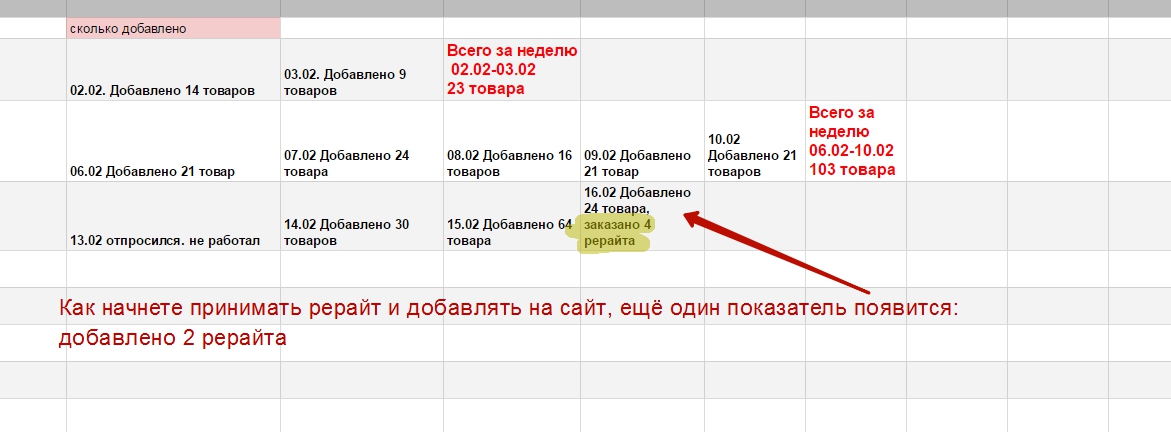 сколько добавлено
02.02. Добавлено 14 товаров
03.02. Добавлено 9
товаров
Всего за неделю
02.02-03.02
23 товара
06.02 Добавлено 21 товар
07.02 Добавлено 24
товара
08.02 Добавлено 16
товаров
09.02 Добавлено
21 товар
10.02
Добавлено 21
товаров
Всего за
неделю
06.02-10.02
103 товара
13.02 отпросился. не работал
14.02 Добавлено 30
товаров
15.02 Добавлено 64
товара
16.02 Добавлено
24 товара,
заказано 4
рерайта
Как начнете принимать рерайт и добавлять на сайт, ещё один показатель появится:
добавлено 2 рерайта